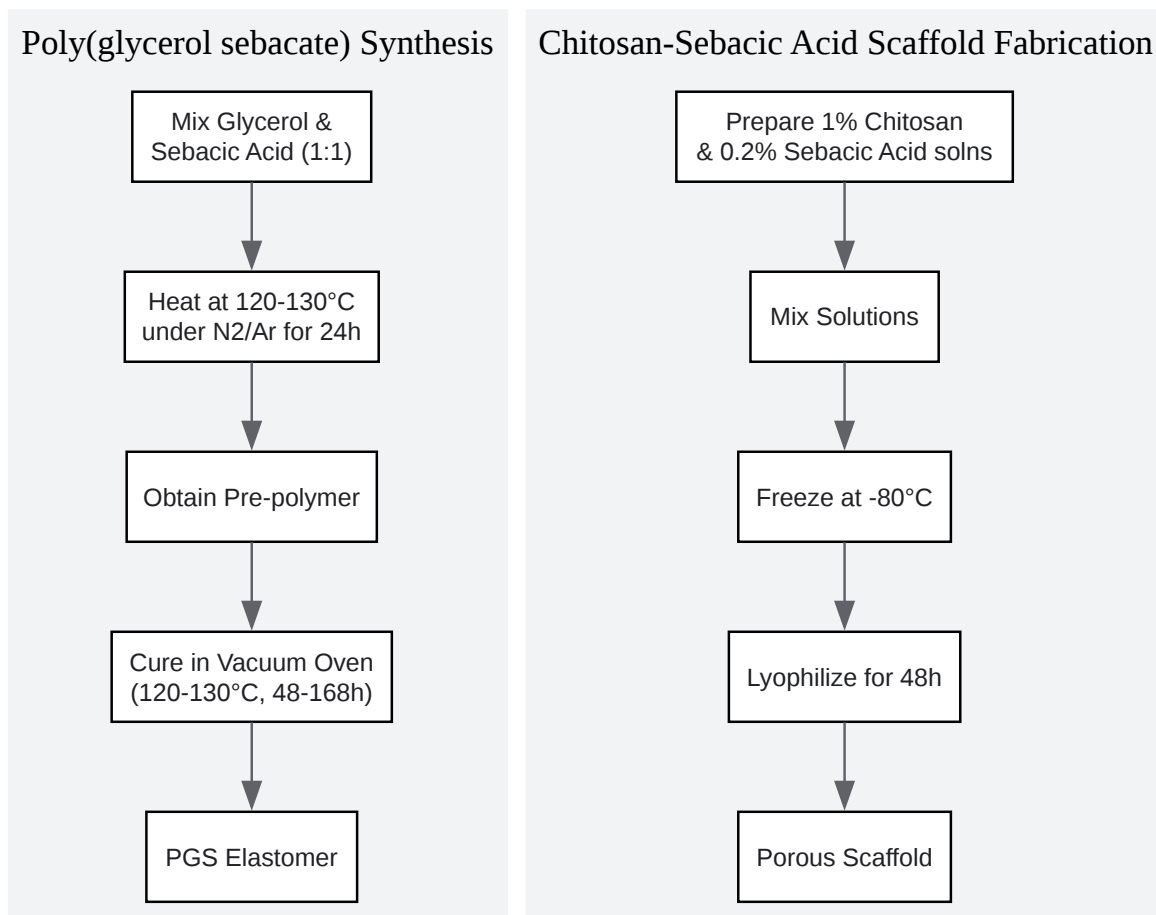 Poly(glycerol sebacate) Synthesis
Mix Glycerol &
Sebacic Acid (1:1)
Heat at 120-130°C
under N2/Ar for 24h
Obtain Pre-polymer
Cure in Vacuum Oven
(120-130°C, 48-168h)
PGS Elastomer
Chitosan-Sebacic Acid Scaffold Fabrication
Prepare 1% Chitosan
& 0.2% Sebacic Acid solns
Mix Solutions
Freeze at -80°C
Lyophilize for 48h
Porous Scaffold